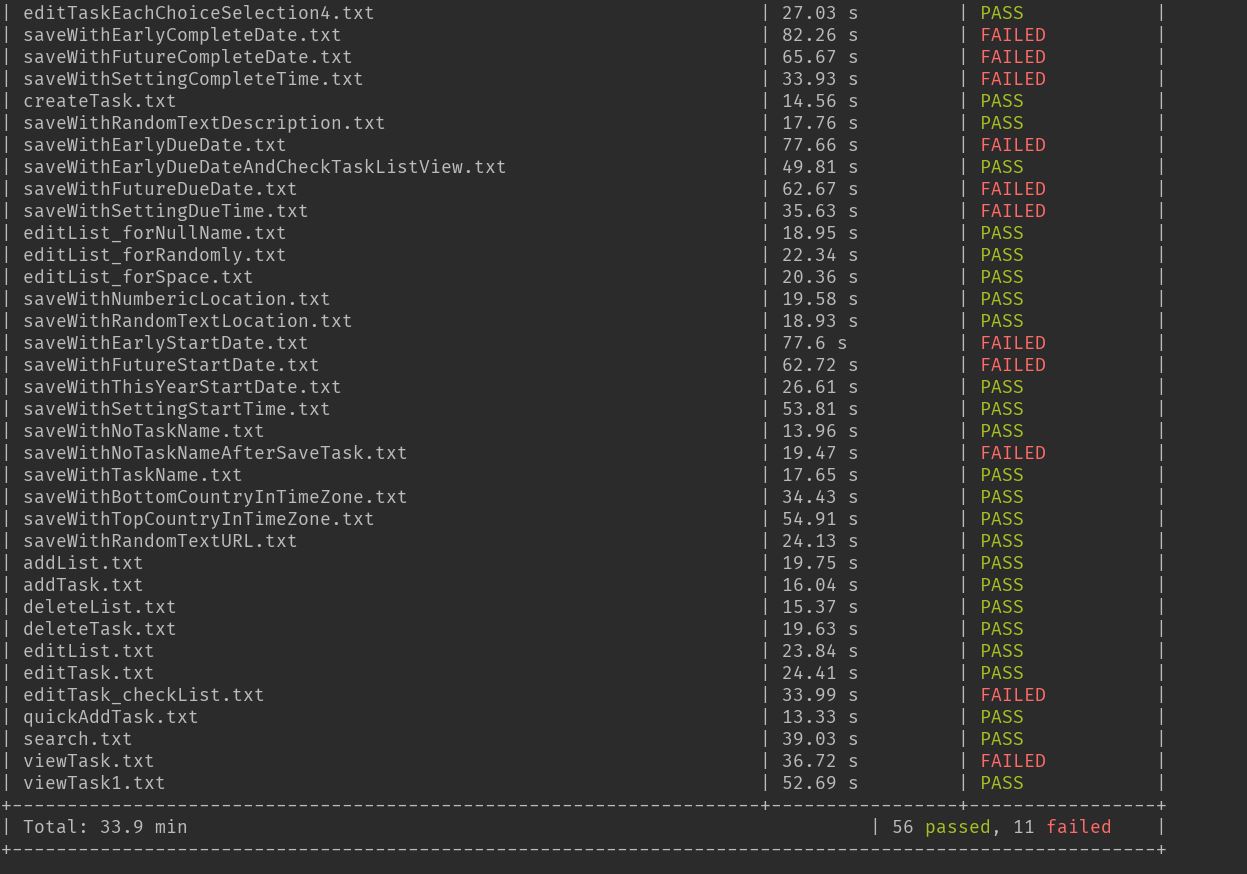 | editTaskEachChoiceSelection4.txt | 27.03 s | PASS |
| saveWithEarlyCompleteDate.txt | 82.26 s | FAILED |
| saveWithFutureCompleteDate.txt | 65.67 s | FAILED |
| saveWithSettingCompleteTime.txt | 33.93 s | FAILED |
| createTask.txt | 14.56 s | PASS |
| saveWithRandomTextDescription.txt | 17.76 s | PASS |
| saveWithEarlyDueDate.txt | 77.66 s | FAILED |
| saveWithEarlyDueDateAndCheckTaskListView.txt | 49.81 s | PASS |
| saveWithFutureDueDate.txt | 62.67 s | FAILED |
| saveWithSettingDueTime.txt | 35.63 s | FAILED |
| editList_forNullName.txt | 18.95 s | PASS |
| editList_forRandomly.txt | 22.34 s | PASS |
| editList_forSpace.txt | 20.36 s | PASS |
| saveWithNumbericLocation.txt | 19.58 s | PASS |
| saveWithRandomTextLocation.txt | 18.93 s | PASS |
| saveWithEarlyStartDate.txt | 77.6 s | FAILED |
| saveWithFutureStartDate.txt | 62.72 s | FAILED |
| saveWithThisYearStartDate.txt | 26.61 s | PASS |
| saveWithSettingStartTime.txt | 53.81 s | PASS |
| saveWithNoTaskName.txt | 13.96 s | PASS |
| saveWithNoTaskNameAfterSaveTask.txt | 19.47 s | FAILED |
| saveWithTaskName.txt | 17.65 s | PASS |
| saveWithBottomCountryInTimeZone.txt | 34.43 s | PASS |
| saveWithTopCountryInTimeZone.txt | 54.91 s | PASS |
| saveWithRandomTextURL.txt | 24.13 s | PASS |
| addList.txt | 19.75 s | PASS |
| addTask.txt | 16.04 s | PASS |
| deleteList.txt | 15.37 s | PASS |
| deleteTask.txt | 19.63 s | PASS |
| editList.txt | 23.84 s | PASS |
| editTask.txt | 24.41 s | PASS |
| editTask_checkList.txt | 33.99 s | FAILED |
| quickAddTask.txt | 13.33 s | PASS |
| search.txt | 39.03 s | PASS |
| viewTask.txt | 36.72 s | FAILED |
| viewTask1.txt | 52.69 s | PASS |
| Total: 33.9 min | 56 passed, 11 failed |